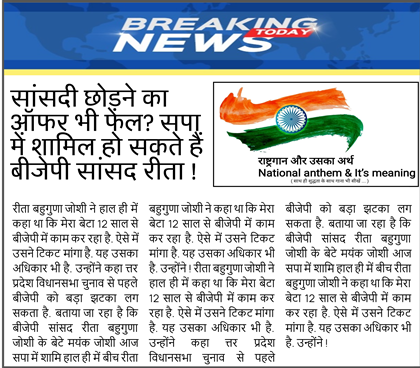 BREAKING
NEWS TODAY
सांसदी छोड़ने का
ऑफर भी फेल? सपा
में शामिल हो सकते हैं
बीजेपी सांसद रीता !
राष्ट्रगान और उसका अर्थ
National anthem & It's meaning
( साथ ही शुद्धता के साथ गाना भी सीखें ... )
रीता बहुगुणा जोशी ने हाल ही में
कहा था कि मेरा बेटा 12 साल से
बीजेपी में काम कर रहा है. ऐसे में
उसने टिकट मांगा है. यह उसका
अधिकार भी है. उन्होंने कहा त्तर
प्रदेश विधानसभा चुनाव से पहले
बीजेपी को बड़ा झटका लग
सकता है. बताया जा रहा है कि
बीजेपी सांसद रीता बहुगुणा
जोशी के बेटे मयंक जोशी आज
सपा में शामि हाल ही में बीच रीता
बहुगुणा जोशी ने कहा था कि मेरा
बेटा 12 साल से बीजेपी में काम
कर रहा है. ऐसे में उसने टिकट
मांगा है. यह उसका अधिकार भी
है. उन्होंने ! रीता बहुगुणा जोशी ने
हाल ही में कहा था कि मेरा बेटा
12 साल से बीजेपी में काम कर
रहा है. ऐसे में उसने टिकट मांगा
है. यह उसका अधिकार भी है.
उन्होंने कहा त्तर प्रदेश
विधानसभा चुनाव से पहले
बीजेपी को बड़ा झटका लग
सकता है. बताया जा रहा है कि
बीजेपी सांसद रीता बहुगुणा
जोशी के बेटे मयंक जोशी आज
सपा में शामि हाल ही में बीच रीता
बहुगुणा जोशी ने कहा था कि मेरा
बेटा 12 साल से बीजेपी में काम
कर रहा है. ऐसे में उसने टिकट
मांगा है. यह उसका अधिकार भी
है. उन्होंने !